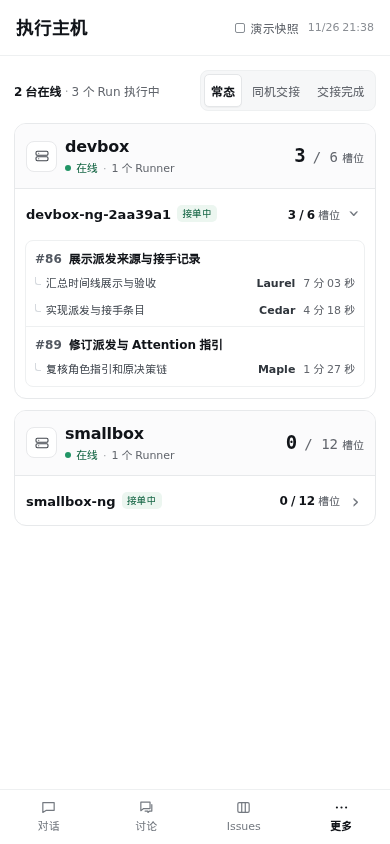 执行主机
演示快照 11/26 21:38
2 台在线 · 3 个 Run 执行中
常态 同机交接 交接完成
devbox
在线 · 1 个 Runner
3 / 6 槽位
devbox-ng-2aa39a1 接单中 3 / 6 槽位
#86 展示派发来源与接手记录
汇总时间线展示与验收 Laurel 7 分 03 秒
实现派发与接手条目 Cedar 4 分 18 秒
#89 修订派发与 Attention 指引
复核角色指引和原决策链 Maple 1 分 27 秒
smallbox
在线 · 1 个 Runner
0 / 12 槽位
smallbox-ng 接单中 0 / 12 槽位
对话 讨论 Issues 更多